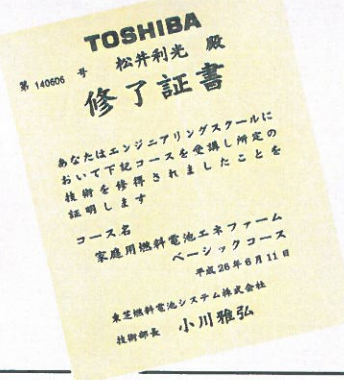 TOSHIBA
第 140606 号
松井利光 殿
修了証書
あなたはエンジニアリングスクールに
おいて下記コースを受講し所定の
技術を修得されましたことを
証明します
コース名
家庭用燃料電池エネファーム
ベーシックコース
平成26年6月11日
東芝燃料電池システム株式会社
技術部長 小川雅弘